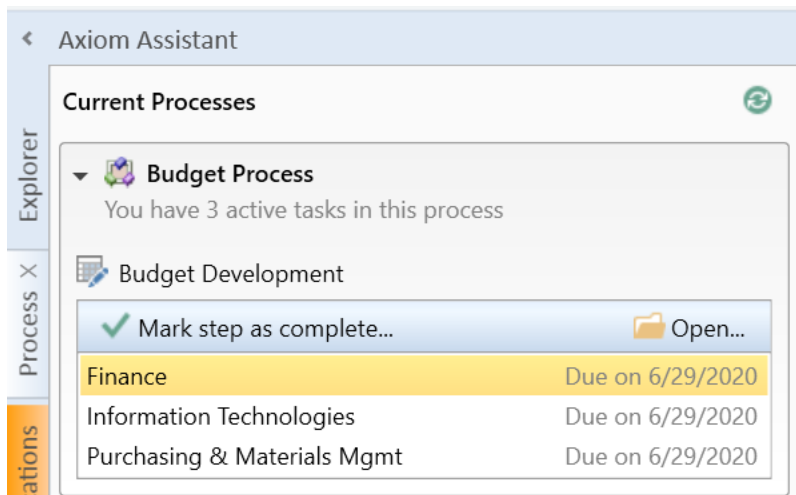 Axiom Assistant
Current Processes
Explorer
Budget Process
You have 3 active tasks in this process
Budget Development
Process X
Mark step as complete... Open...
Finance Due on 6/29/2020
Information Technologies Due on 6/29/2020
Purchasing & Materials Mgmt Due on 6/29/2020
ations